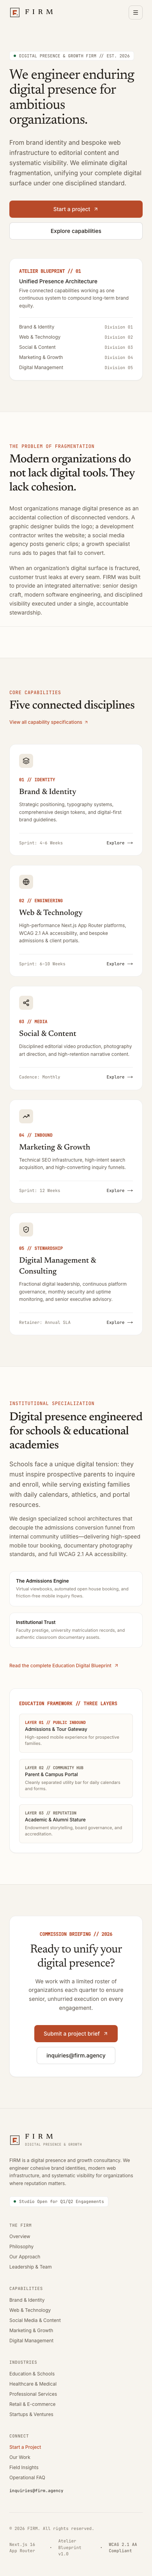 FIRM
DIGITAL PRESENCE & GROWTH FIRM // EST. 2026
We engineer enduring
digital presence for
ambitious
organizations.
From brand identity and bespoke web
infrastructure to editorial content and
systematic visibility. We eliminate digital
fragmentation, unifying your complete digital
surface under one disciplined standard.
Start a project ↗
Explore capabilities
ATELIER BLUEPRINT // 01
Unified Presence Architecture
Five connected capabilities working as one
continuous system to compound long-term brand
equity.
Brand & Identity Division 01
Web & Technology Division 02
Social & Content Division 03
Marketing & Growth Division 04
Digital Management Division 05
THE PROBLEM OF FRAGMENTATION
Modern organizations do
not lack digital tools. They
lack cohesion.
Most organizations manage digital presence as an
accidental collection of disconnected vendors. A
graphic designer builds the logo; a development
contractor writes the website; a social media
agency posts generic content; a growth specialist
runs ads to pages that fail to convert.
When an organization's digital surface is fractured,
customer trust leaks at every seam. FIRM was built
to provide an integrated alternative: senior design
craft, modern software engineering, and disciplined
visibility executed under a single, accountable
stewardship.
CORE CAPABILITIES
Five connected disciplines
View all capability specifications ↗
01 // IDENTITY
Brand & Identity
Strategic positioning, typography systems,
comprehensive design tokens, and digital-first
brand guidelines.
Sprint: 4-6 Weeks Explore →
02 // ENGINEERING
Web & Technology
High-performance Next.js App Router platforms,
WCAG 2.1 AA accessibility, and bespoke
admissions & client portals.
Sprint: 6-10 Weeks Explore →
03 // MEDIA
Social & Content
Disciplined editorial video production, photography
art direction, and high-retention narrative content.
Cadence: Monthly Explore →
04 // INBOUND
Marketing & Growth
Technical SEO infrastructure, high-intent search
acquisition, and high-converting inquiry funnels.
Sprint: 12 Weeks Explore →
05 // STEWARDSHIP
Digital Management &
Consulting
Fractional digital leadership, continuous platform
governance, monthly security and uptime
monitoring, and senior executive advisory.
Retainer: Annual SLA Explore →
INSTITUTIONAL SPECIALIZATION
Digital presence engineered
for schools & educational
academies
Schools face a unique digital tension: they
must inspire prospective parents to inquire
and enroll, while serving existing families
with daily calendars, athletics, and portal
resources.
We design specialized school architectures that
decouple the admissions conversion funnel from
internal community utilities—delivering high-speed
mobile tour booking, documentary photography
standards, and full WCAG 2.1 AA accessibility.
The Admissions Engine
Virtual viewbooks, automated open house booking, and
friction-free mobile inquiry flows.
Institutional Trust
Faculty prestige, university matriculation records, and
authentic classroom documentary assets.
Read the complete Education Digital Blueprint ↗
EDUCATION FRAMEWORK // THREE LAYERS
LAYER 01 // PUBLIC INBOUND
Admissions & Tour Gateway
High-speed mobile experience for prospective
families.
LAYER 02 // COMMUNITY HUB
Parent & Campus Portal
Cleanly separated utility bar for daily calendars
and forms.
LAYER 03 // REPUTATION
Academic & Alumni Stature
Endowment storytelling, board governance, and
accreditation.
COMMISSION BRIEFING // 2026
Ready to unify your
digital presence?
We work with a limited roster of
organizations each quarter to ensure
senior, unhurried execution on every
engagement.
Submit a project brief ↗
inquiries@firm.agency
FIRM
DIGITAL PRESENCE & GROWTH
FIRM is a digital presence and growth consultancy. We
engineer cohesive brand identities, modern web
infrastructure, and systematic visibility for organizations
where reputation matters.
Studio Open for Q1/Q2 Engagements
THE FIRM
Overview
Philosophy
Our Approach
Leadership & Team
CAPABILITIES
Brand & Identity
Web & Technology
Social Media & Content
Marketing & Growth
Digital Management
INDUSTRIES
Education & Schools
Healthcare & Medical
Professional Services
Retail & E-commerce
Startups & Ventures
CONNECT
Start a Project
Our Work
Field Insights
Operational FAQ
inquiries@firm.agency
© 2026 FIRM. All rights reserved.
Next.js 14
App Router
•
Atelier
Blueprint
v1.0
•
WCAG 2.1 AA
Compliant